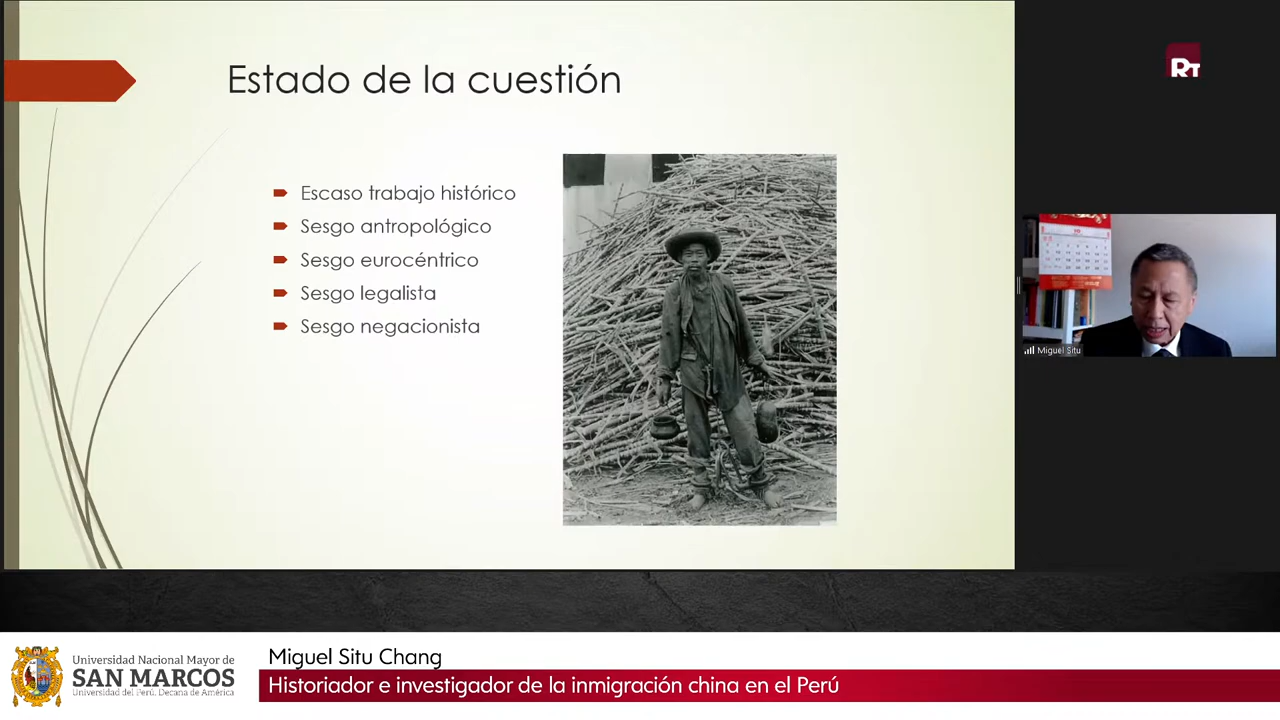 Estado de la cuestión
Escaso trabajo histórico
Sesgo antropológico
Sesgo eurocéntrico
Sesgo legalista
Sesgo negacionista
RT
Miguel Situ
Universidad Nacional Mayor de
SAN MARCOS
Universidad del Perú. Decana de América
Miguel Situ Chang
Historiador e investigador de la inmigración china en el Perú